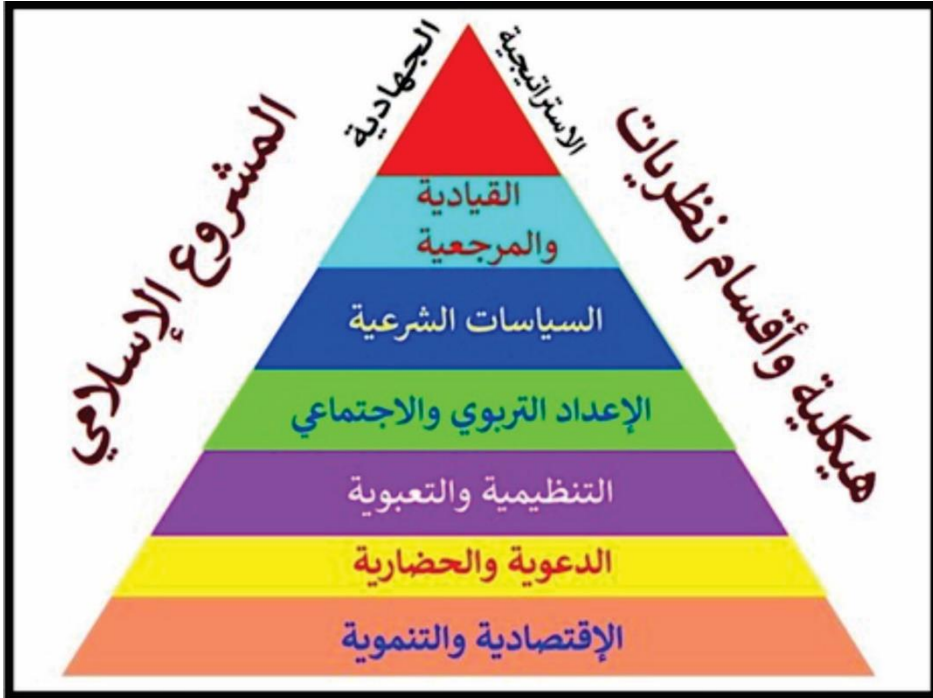 هيكلية وأقسام نظريات
المشروع الإسلامي
الاستراتيجية
الجهادية
القيادية
والمرجعية
السياسات الشرعية
الإعداد التربوي والاجتماعي
التنظيمية والتعبوية
الدعوية والحضارية
الإقتصادية والتنموية